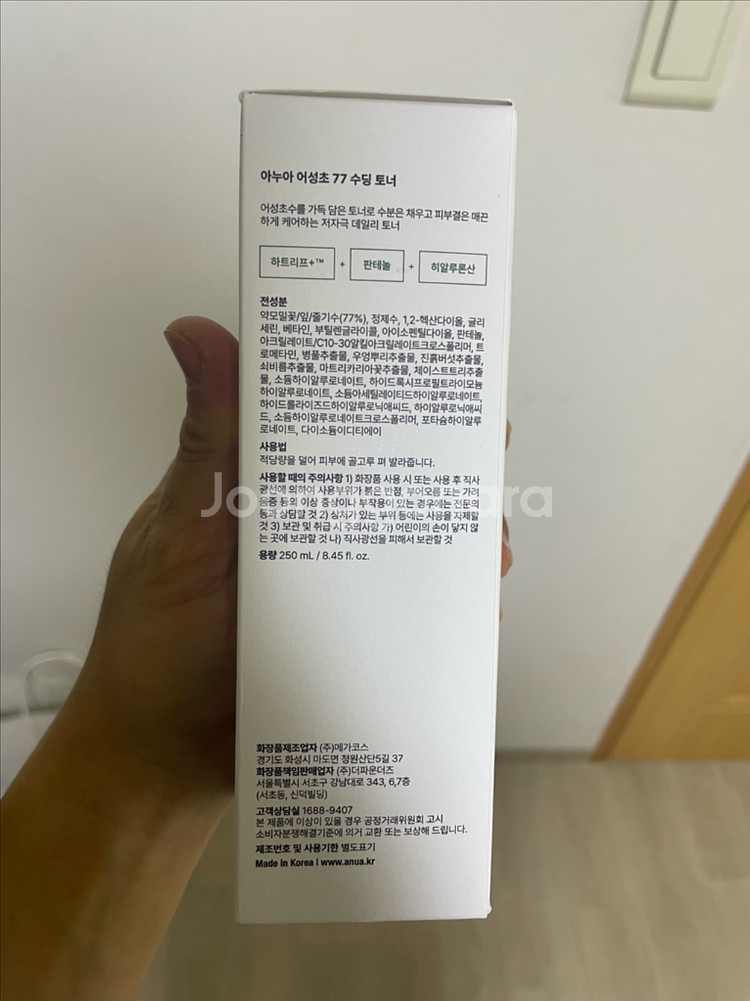 아누아 어성초 77 수딩 토너
어성초수를 가득 담은 토너로 수분은 채우고 피부결은 매끈
하게 케어하는 저자극 데일리 토너
하트리프+™ + 판테놀 + 히알루론산
전성분
약모밀꽃/잎/줄기수(77%), 정제수, 1,2-헥산다이올, 글리
세린, 베타인, 부틸렌글라이콜, 아이소펜틸다이올, 판테놀,
아크릴레이트/C10-30알킬아크릴레이트크로스폴리머, 트
로메타민, 병풀추출물, 우엉뿌리추출물, 진흙버섯추출물,
쇠비름추출물, 마트리카리아꽃추출물, 체이스트트리추출
물, 소듐하이알루로네이트, 하이드록시프로필트라이모늄
하이알루로네이트, 소듐아세틸레이티드하이알루로네이트,
하이드롤라이즈드하이알루로닉애씨드, 하이알루로닉애씨
드, 소듐하이알루로네이트크로스폴리머, 포타슘하이알루
로네이트, 다이소듐이디티에이
사용법
적당량을 덜어 피부에 골고루 펴 발라줍니다.
사용할 때의 주의사항 1) 화장품 사용 시 또는 사용 후 직사
광선에 의하여 사용부위가 붉은 반점, 부어오름 또는 가려
움증 등의 이상 증상이나 부작용이 있는 경우에는 전문의
등과 상담할 것 2) 상처가 있는 부위 등에는 사용을 자제할
것 3) 보관 및 취급 시 주의사항 가) 어린이의 손이 닿지 않
는 곳에 보관할 것 나) 직사광선을 피해서 보관할 것
용량 250 mL / 8.45 fl. oz.
화장품제조업자 (주)메가코스
경기도 화성시 마도면 청원산단5길 37
화장품책임판매업자 (주)더파운더즈
서울특별시 서초구 강남대로 343, 6,7층
(서초동, 신덕빌딩)
고객상담실 1688-9407
본 제품에 이상이 있을 경우 공정거래위원회 고시
소비자분쟁해결기준에 의거 교환 또는 보상해 드립니다.
제조번호 및 사용기한 별도표기
Made in Korea | www.anua.kr